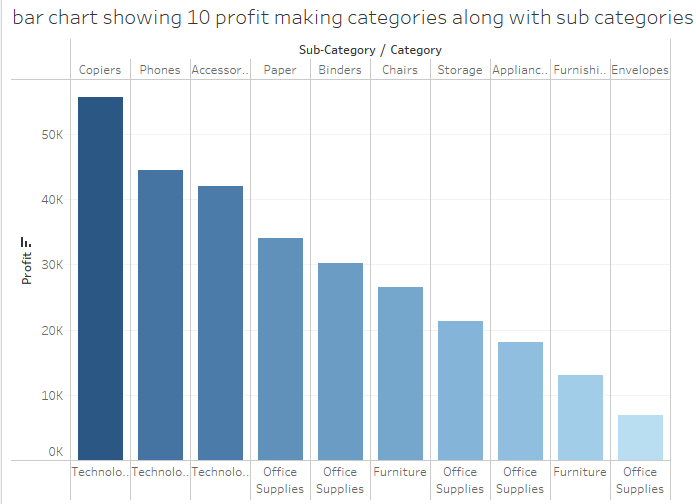 bar chart showing 10 profit making categories along with sub categories
Sub-Category / Category
Copiers Phones Accessor.. Paper Binders Chairs Storage Applianc.. Furnishi.. Envelopes
50K
40K
30K
20K
10K
0K
Profit
Technolo.. Technolo.. Technolo.. Office Supplies Office Supplies Furniture Office Supplies Office Supplies Furniture Office Supplies